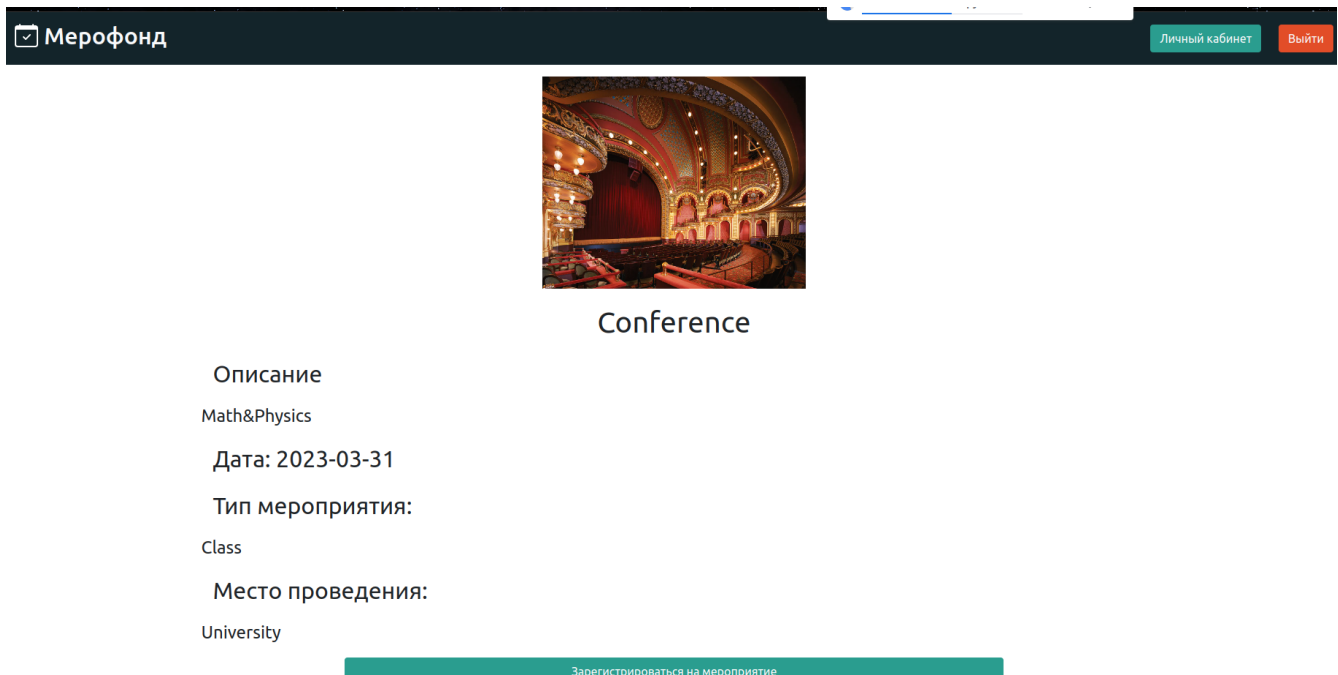 Мерофонд
Личный кабинет
Выйти
Conference
Описание
Math&Physics
Дата: 2023-03-31
Тип мероприятия:
Class
Место проведения:
University
Зарегистрироваться на мероприятие